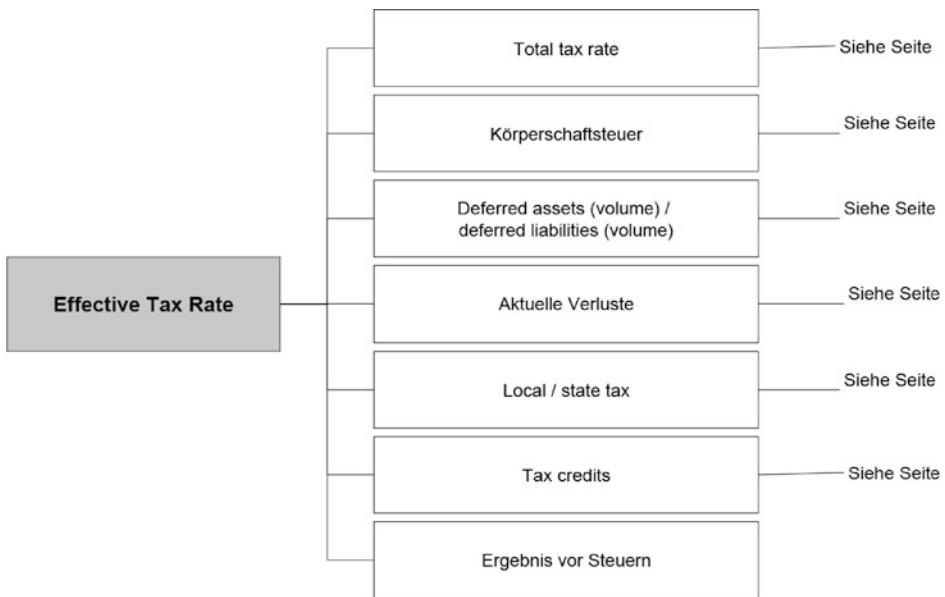 Total tax rate
Siehe Seite
Körperschaftsteuer
Siehe Seite
Deferred assets (volume) /
deferred liabilities (volume)
Siehe Seite
Effective Tax Rate
Aktuelle Verluste
Siehe Seite
Local / state tax
Siehe Seite
Tax credits
Siehe Seite
Ergebnis vor Steuern